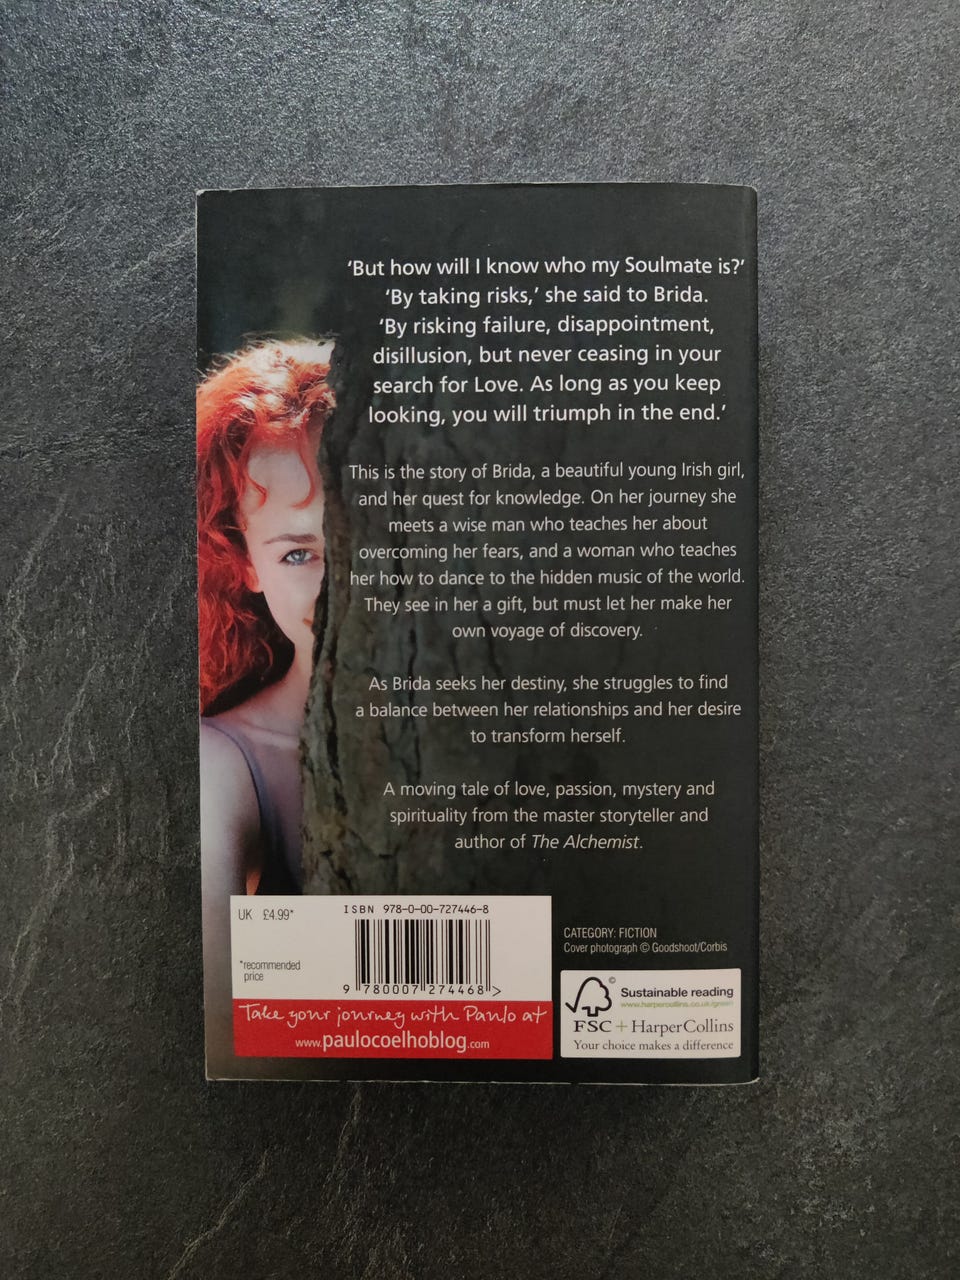 ‘But how will I know who my Soulmate is?’
‘By taking risks,’ she said to Brida.
‘By risking failure, disappointment,
disillusion, but never ceasing in your
search for Love. As long as you keep
looking, you will triumph in the end.’
This is the story of Brida, a beautiful young Irish girl,
and her quest for knowledge. On her journey she
meets a wise man who teaches her about
overcoming her fears, and a woman who teaches
her how to dance to the hidden music of the world.
They see in her a gift, but must let her make her
own voyage of discovery.
As Brida seeks her destiny, she struggles to find
a balance between her relationships and her desire
to transform herself.
A moving tale of love, passion, mystery and
spirituality from the master storyteller and
author of The Alchemist.
UK £4.99*
*recommended
price
ISBN 978-0-00-727446-8
9 780007 274468 >
Take your journey with Paulo at
www.paulocoelhoblog.com
CATEGORY: FICTION
Cover photograph © Goodshoot/Corbis
©
Sustainable reading
www.harpercollins.co.uk/green
FSC + HarperCollins
Your choice makes a difference